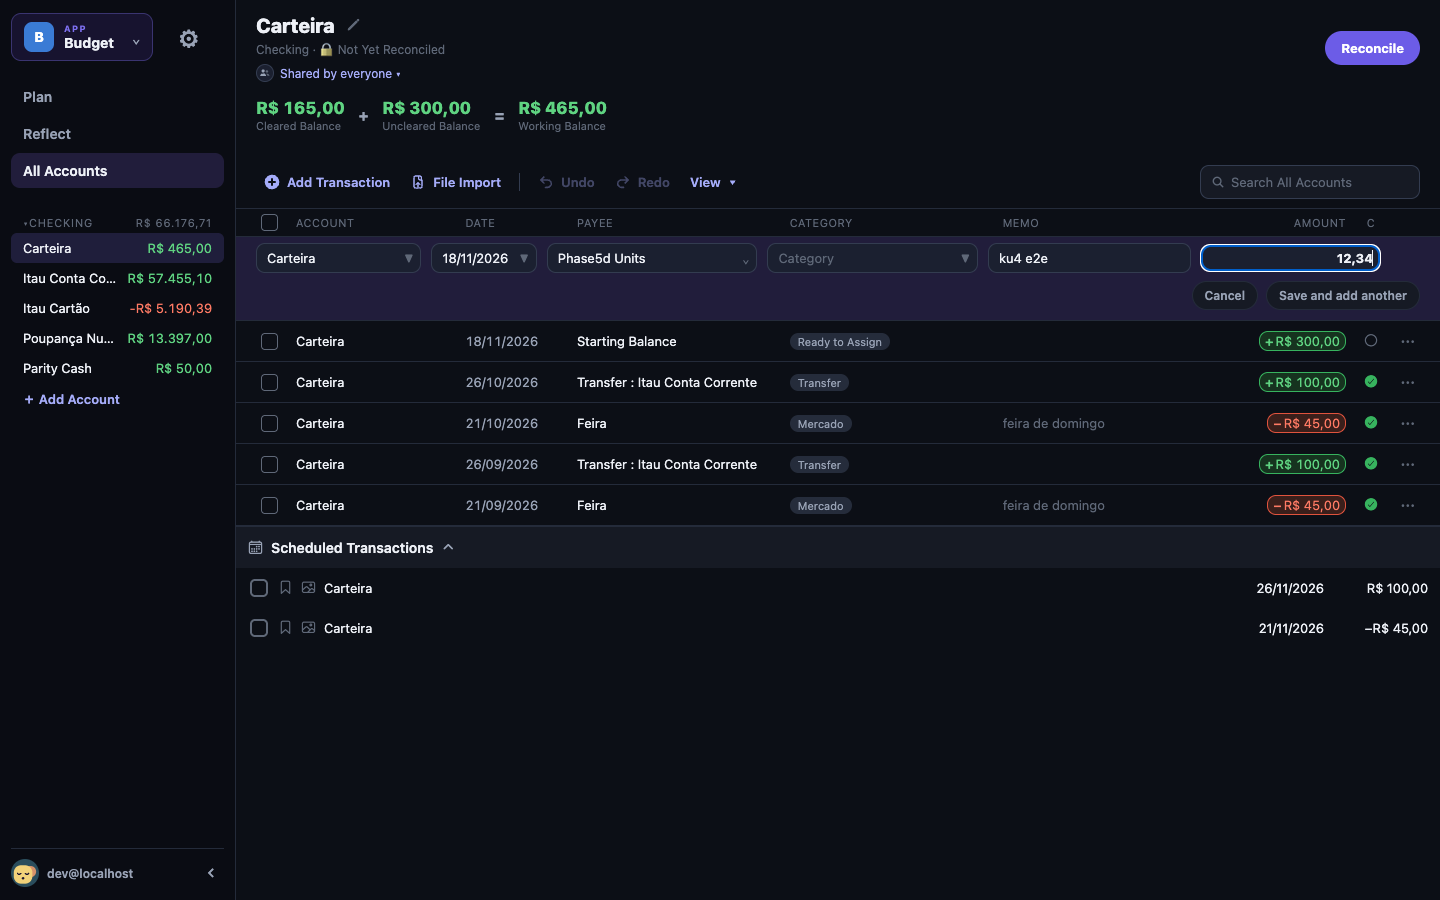 B
APP
Budget
Plan
Reflect
All Accounts
CHECKING R$ 66.176,71
Carteira R$ 465,00
Itau Conta Co... R$ 57.455,10
Itau Cartão -R$ 5.190,39
Poupança Nu... R$ 13.397,00
Parity Cash R$ 50,00
+ Add Account
dev@localhost
Carteira
Checking · Not Yet Reconciled
Shared by everyone
Reconcile
R$ 165,00 + R$ 300,00 = R$ 465,00
Cleared Balance Uncleared Balance Working Balance
Add Transaction File Import Undo Redo View Search All Accounts
ACCOUNT DATE PAYEE CATEGORY MEMO AMOUNT C
Carteira 18/11/2026 Phase5d Units Category ku4 e2e 12,34
Cancel Save and add another
Carteira 18/11/2026 Starting Balance Ready to Assign +R$ 300,00
Carteira 26/10/2026 Transfer : Itau Conta Corrente Transfer +R$ 100,00
Carteira 21/10/2026 Feira Mercado feira de domingo −R$ 45,00
Carteira 26/09/2026 Transfer : Itau Conta Corrente Transfer +R$ 100,00
Carteira 21/09/2026 Feira Mercado feira de domingo −R$ 45,00
Scheduled Transactions
Carteira 26/11/2026 R$ 100,00
Carteira 21/11/2026 −R$ 45,00